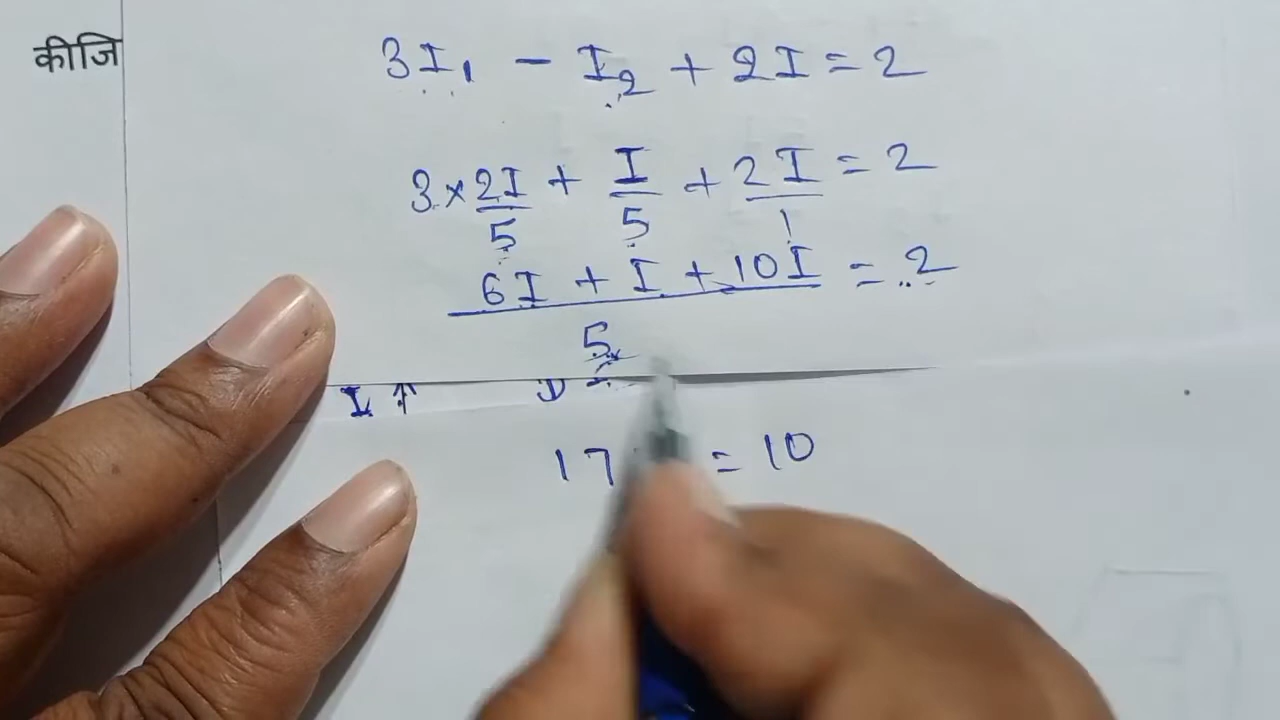 कीजि
3I₁ - I₂ + 2I = 2
3 × 2I/5 + I/5 + 2I/1 = 2
6I + I + 10I / 5 = 2
I ↑
17 = 10